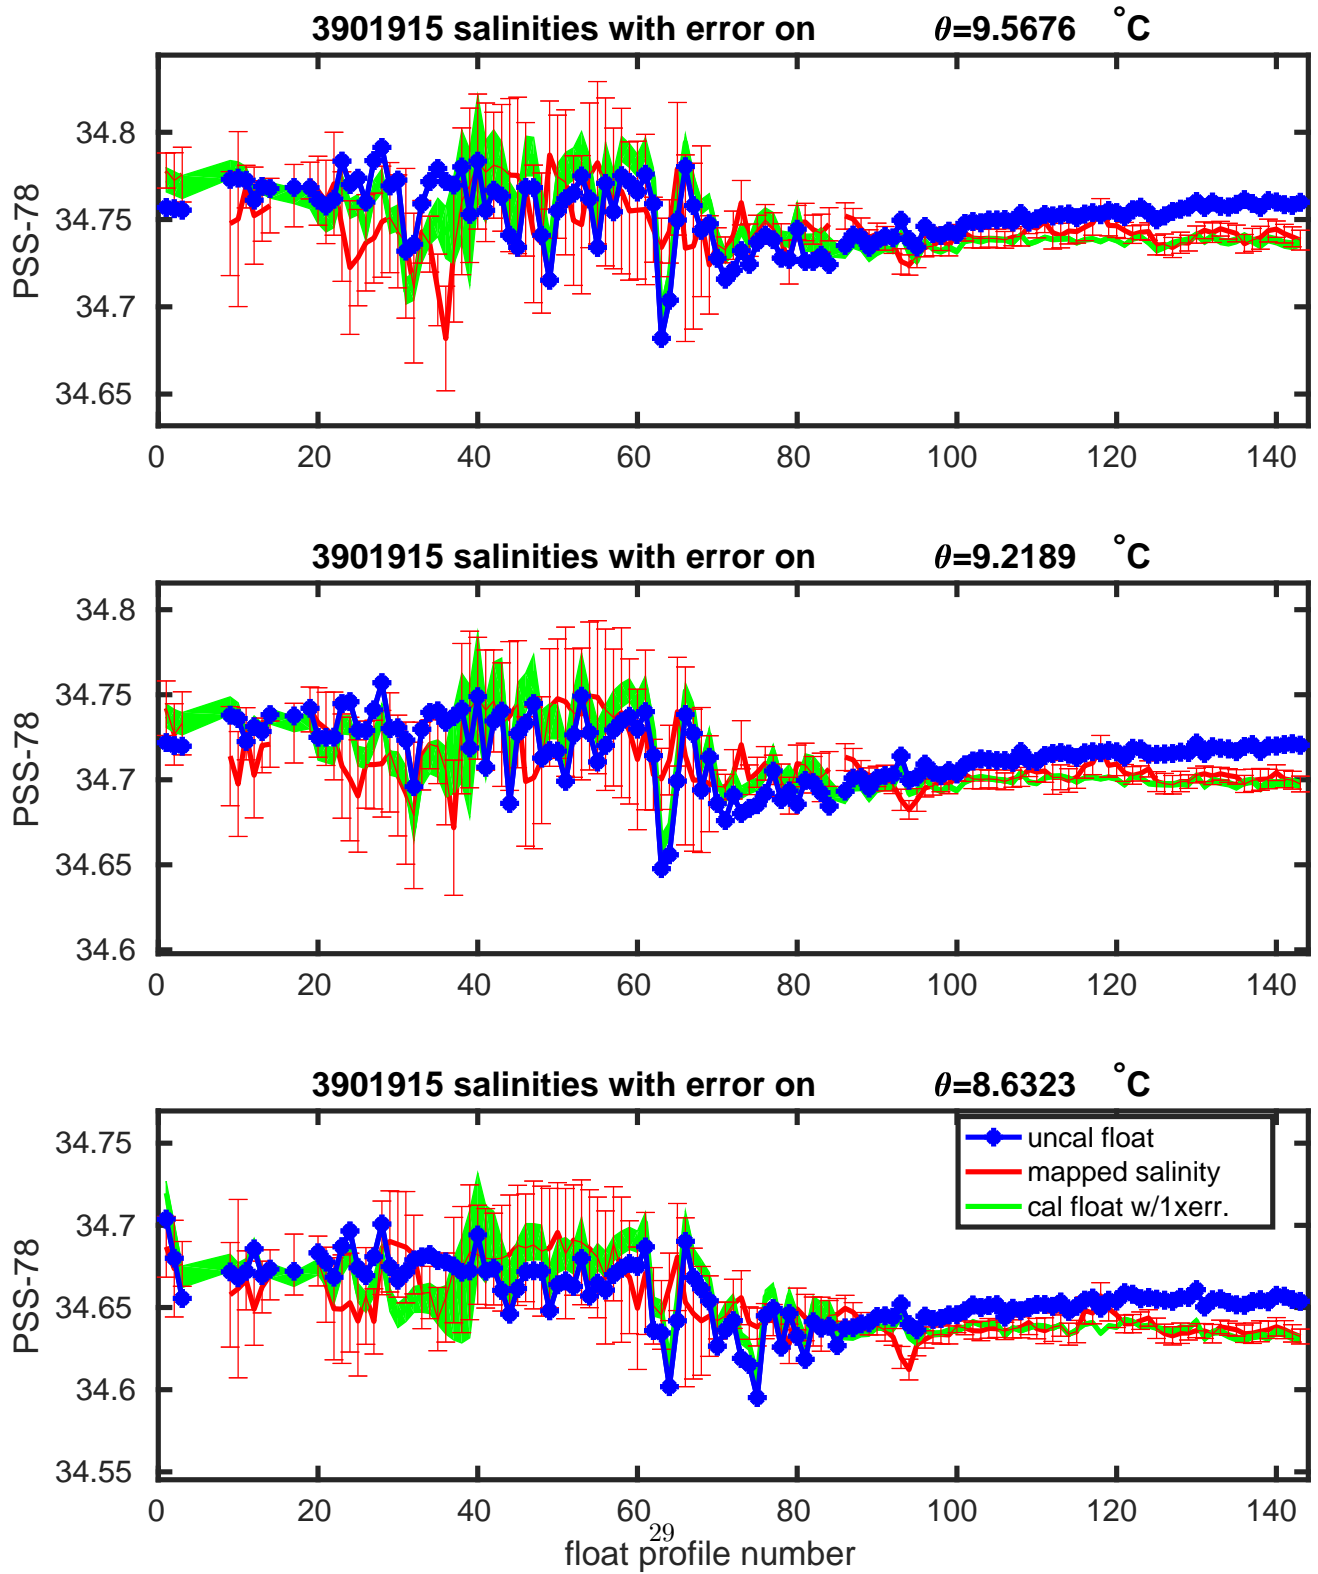 3901915 salinities with error on θ=9.5676 °C
PSS-78
34.8
34.75
34.7
34.65
0 20 40 60 80 100 120 140
3901915 salinities with error on θ=9.2189 °C
PSS-78
34.8
34.75
34.7
34.65
34.6
0 20 40 60 80 100 120 140
3901915 salinities with error on θ=8.6323 °C
PSS-78
34.75
34.7
34.65
34.6
34.55
uncal float
mapped salinity
cal float w/1xerr.
0 20 40 60 80 100 120 140
29
float profile number